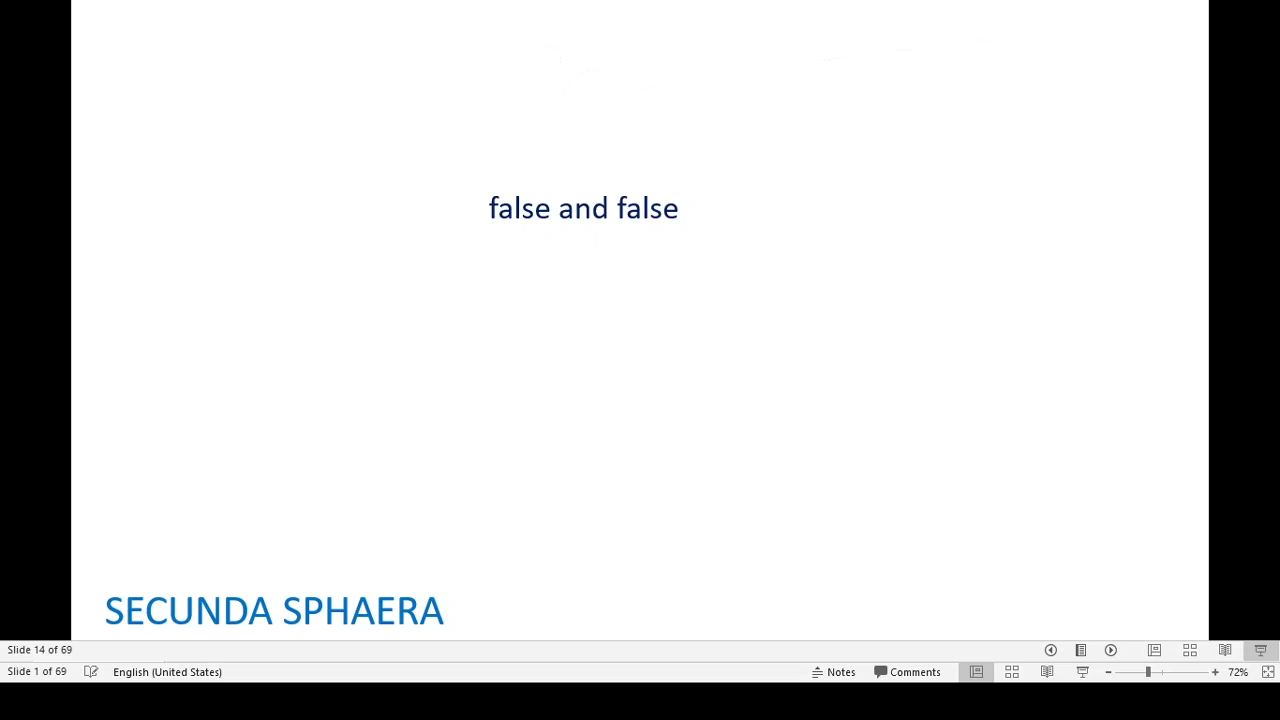 false and false
SECUNDA SPHAERA
Slide 14 of 69
Slide 1 of 69 English (United States) Notes Comments 72%